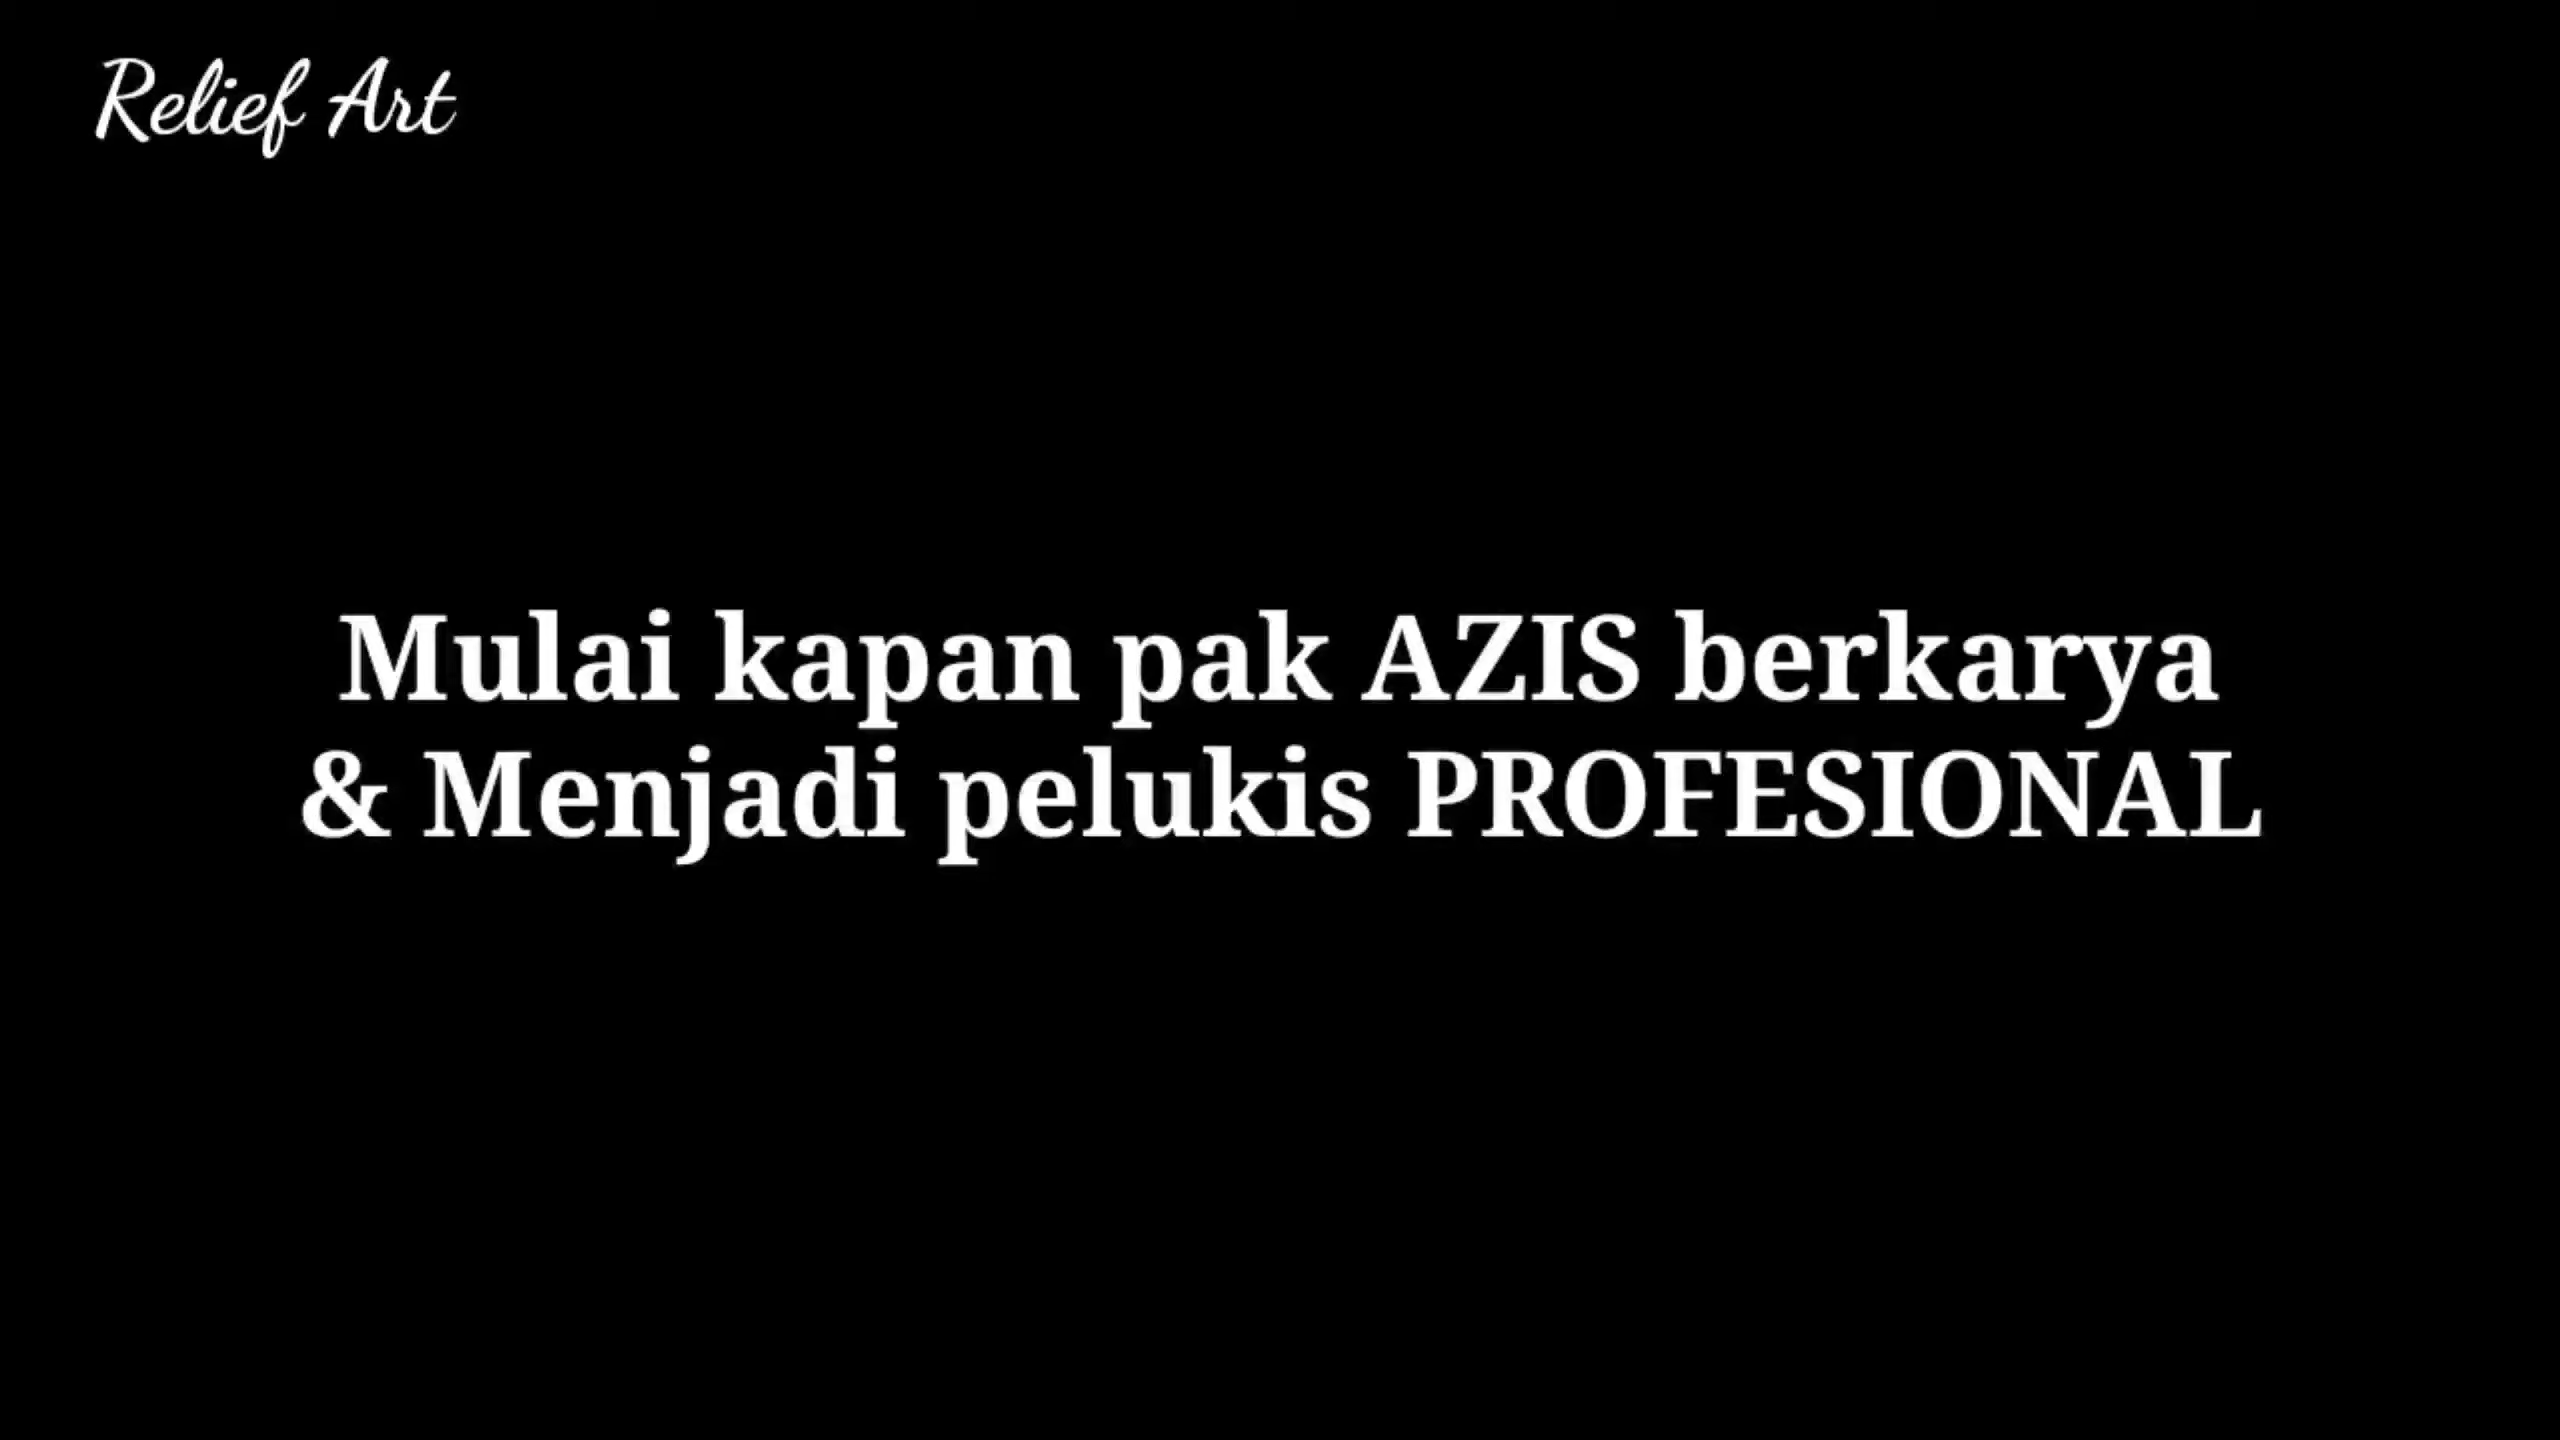 Relief Art
Mulai kapan pak AZIS berkarya
& Menjadi pelukis PROFESIONAL